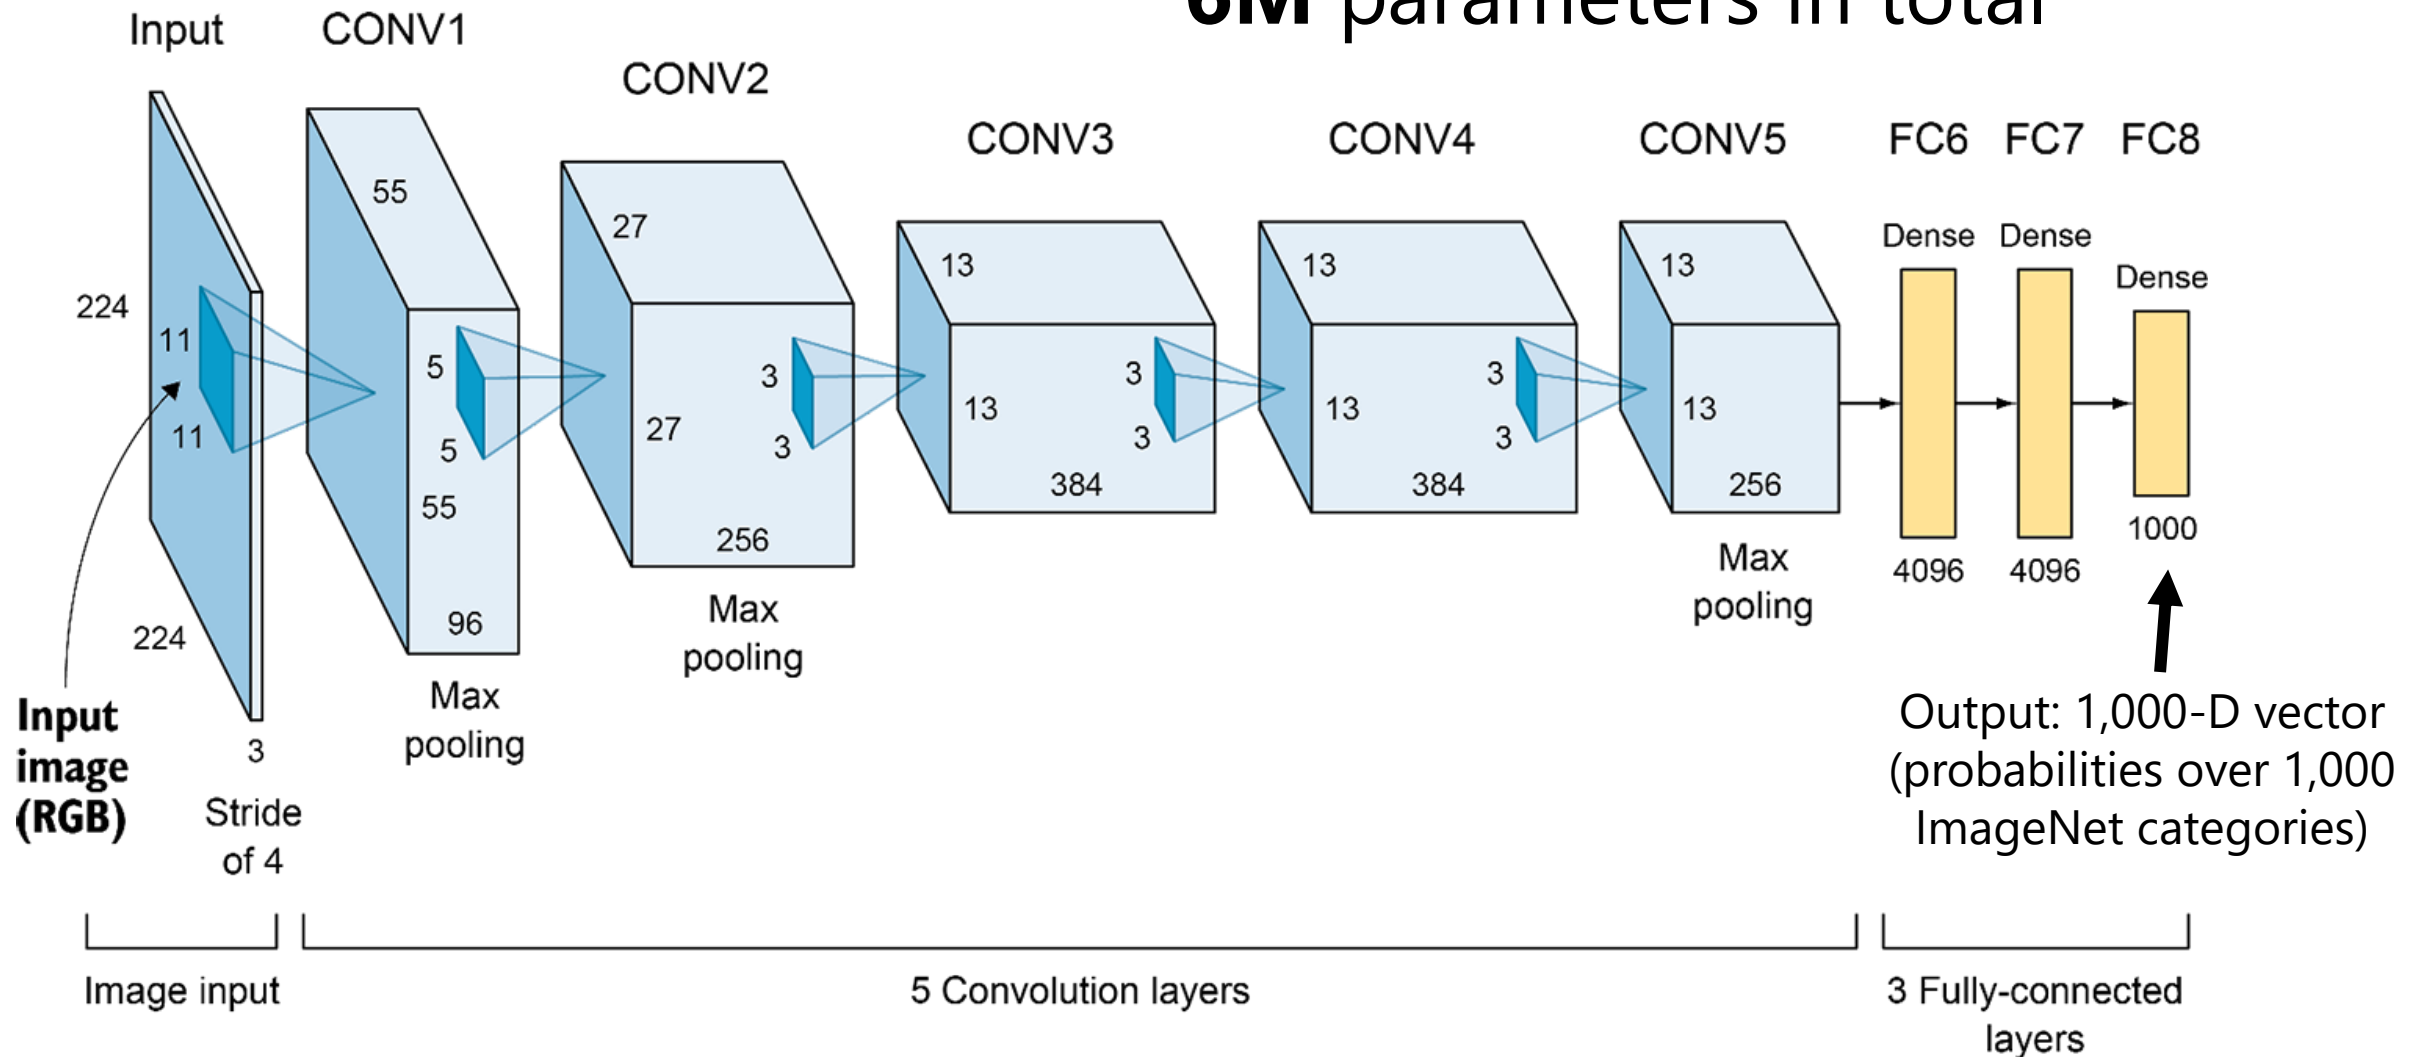 6M parameters in total
Input
CONV1
CONV2
CONV3
CONV4
CONV5
FC6
FC7
FC8
55
27
13
13
13
Dense
Dense
Dense
224
11
11
5
5
55
3
3
27
3
3
13
3
3
13
13
384
384
256
256
96
1000
4096
4096
224
3
Max
pooling
Max
pooling
Max
pooling
Input
image
(RGB)
Stride
of 4
Output: 1,000-D vector
(probabilities over 1,000
ImageNet categories)
Image input
5 Convolution layers
3 Fully-connected
layers